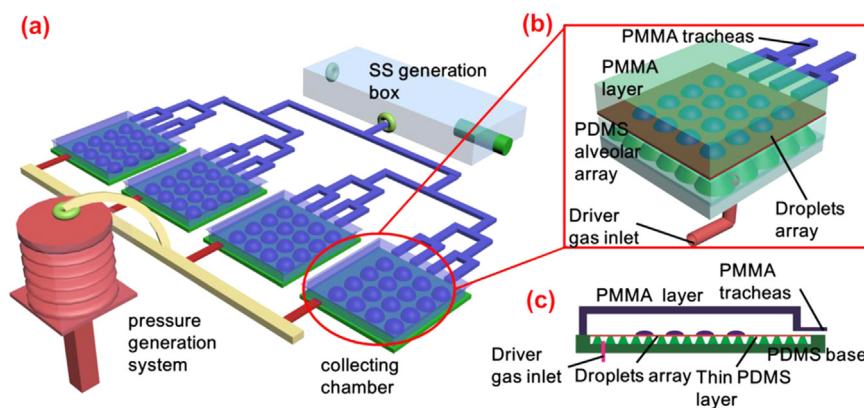 (a)
SS generation
box
pressure
generation
system
collecting
chamber
(b)
PMMA tracheas
PMMA
layer
PDMS
alveolar
array
Driver
gas inlet
Droplets
array
(c)
PMMA layer
PMMA
tracheas
Driver
gas inlet
Droplets array
Thin PDMS
layer
PDMS base